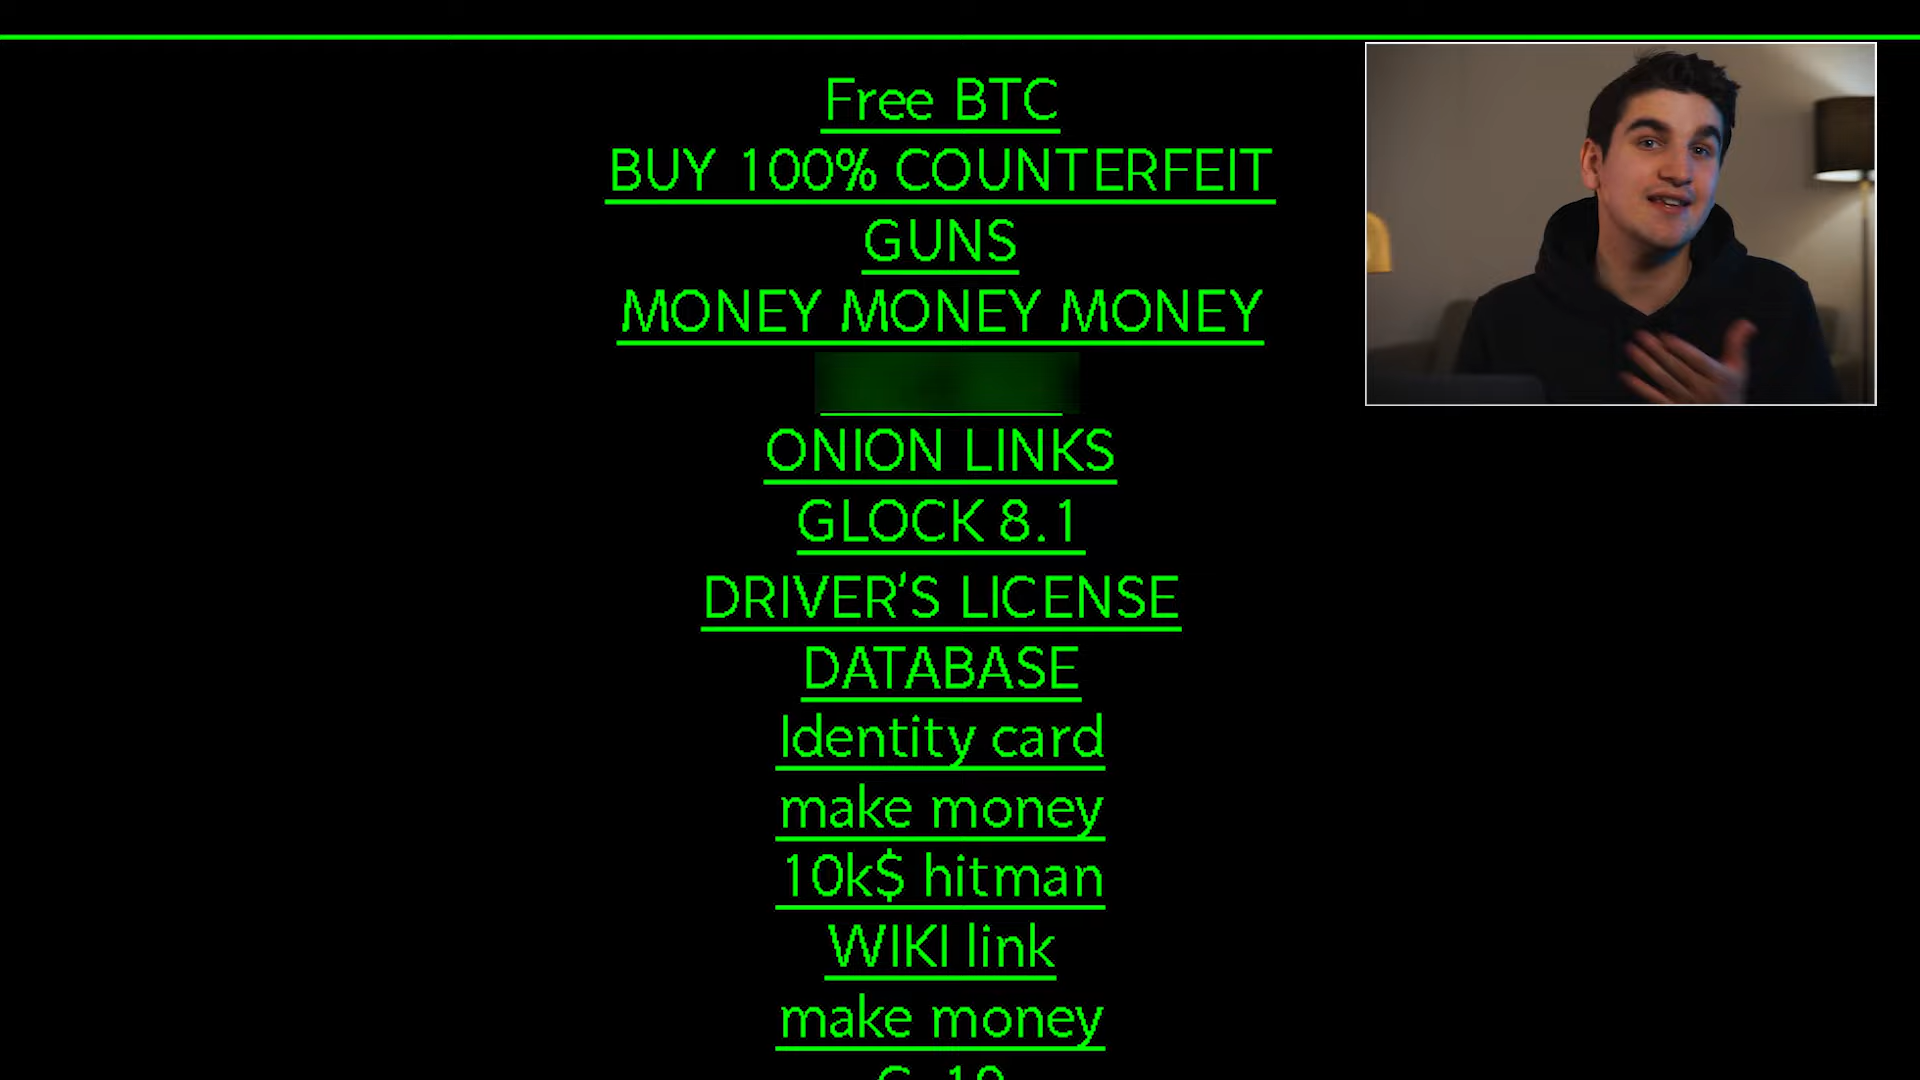 Free BTC
BUY 100% COUNTERFEIT
GUNS
MONEY MONEY MONEY
ONION LINKS
GLOCK 8.1
DRIVER'S LICENSE
DATABASE
Identity card
make money
10k$ hitman
WIKI link
make money